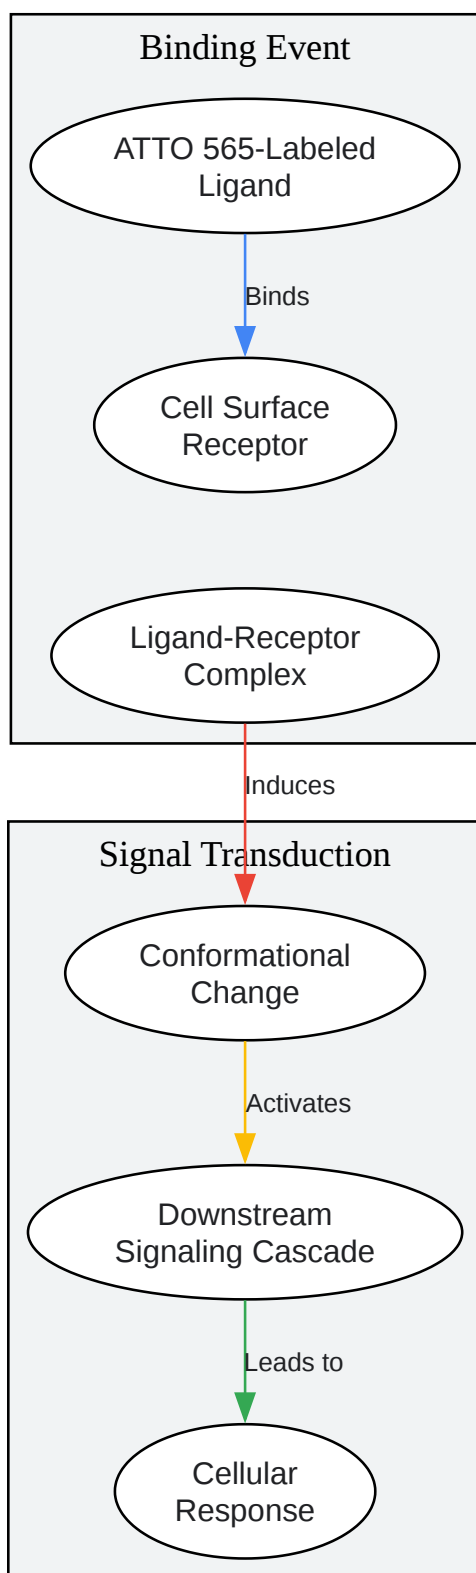 Binding Event
ATTO 565-Labeled
Ligand
Binds
Cell Surface
Receptor
Ligand-Receptor
Complex
Induces
Signal Transduction
Conformational
Change
Activates
Downstream
Signaling Cascade
Leads to
Cellular
Response